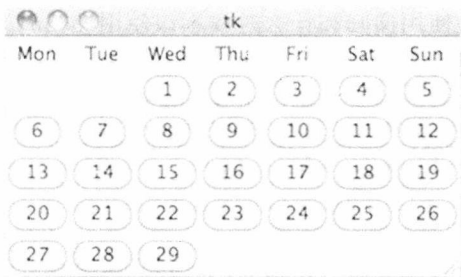 tk
Mon Tue Wed Thu Fri Sat Sun
1 2 3 4 5
6 7 8 9 10 11 12
13 14 15 16 17 18 19
20 21 22 23 24 25 26
27 28 29